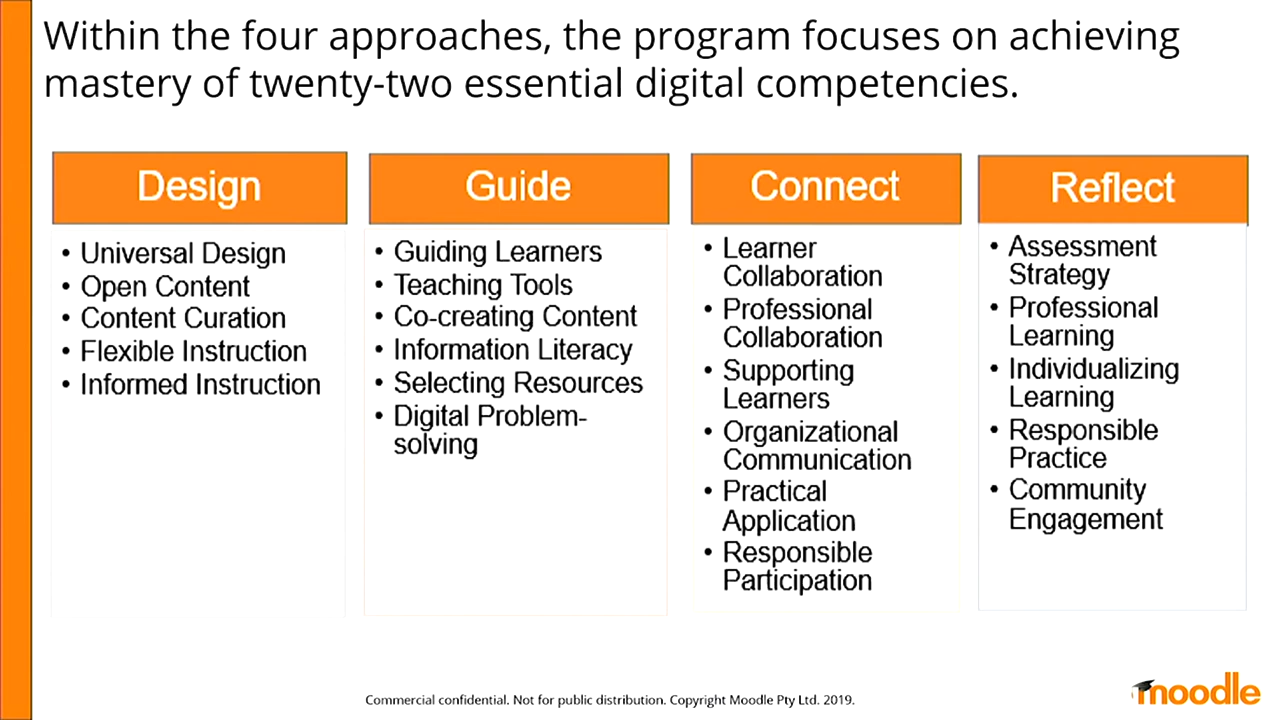 Within the four approaches, the program focuses on achieving
mastery of twenty-two essential digital competencies.
Design
• Universal Design
• Open Content
• Content Curation
• Flexible Instruction
• Informed Instruction
Guide
• Guiding Learners
• Teaching Tools
• Co-creating Content
• Information Literacy
• Selecting Resources
• Digital Problem-
solving
Connect
• Learner
Collaboration
• Professional
Collaboration
• Supporting
Learners
• Organizational
Communication
• Practical
Application
• Responsible
Participation
Reflect
• Assessment
Strategy
• Professional
Learning
• Individualizing
Learning
• Responsible
Practice
• Community
Engagement
Commercial confidential. Not for public distribution. Copyright Moodle Pty Ltd. 2019.
moodle